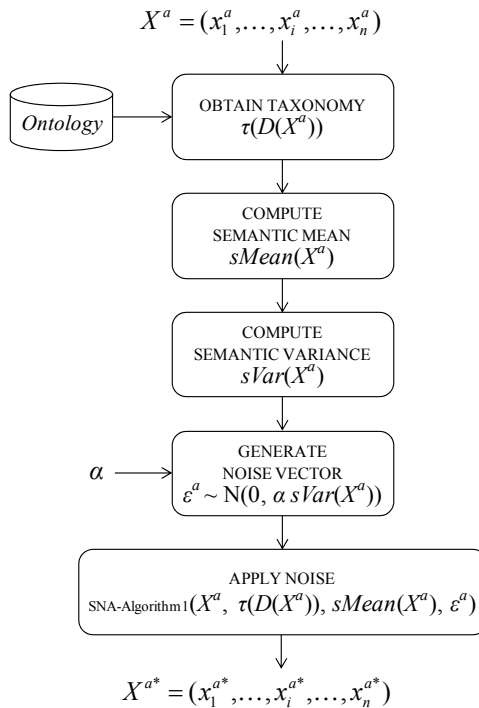 X^a = (x_1^a,…,x_i^a,…,x_n^a)
Ontology
OBTAIN TAXONOMY
τ(D(X^a))
COMPUTE
SEMANTIC MEAN
sMean(X^a)
COMPUTE
SEMANTIC VARIANCE
sVar(X^a)
α
GENERATE
NOISE VECTOR
ε^a ~ N(0, α sVar(X^a))
APPLY NOISE
SNA-Algorithm1(X^a, τ(D(X^a)), sMean(X^a), ε^a)
X^{a*} = (x_1^{a*},…,x_i^{a*},…,x_n^{a*})